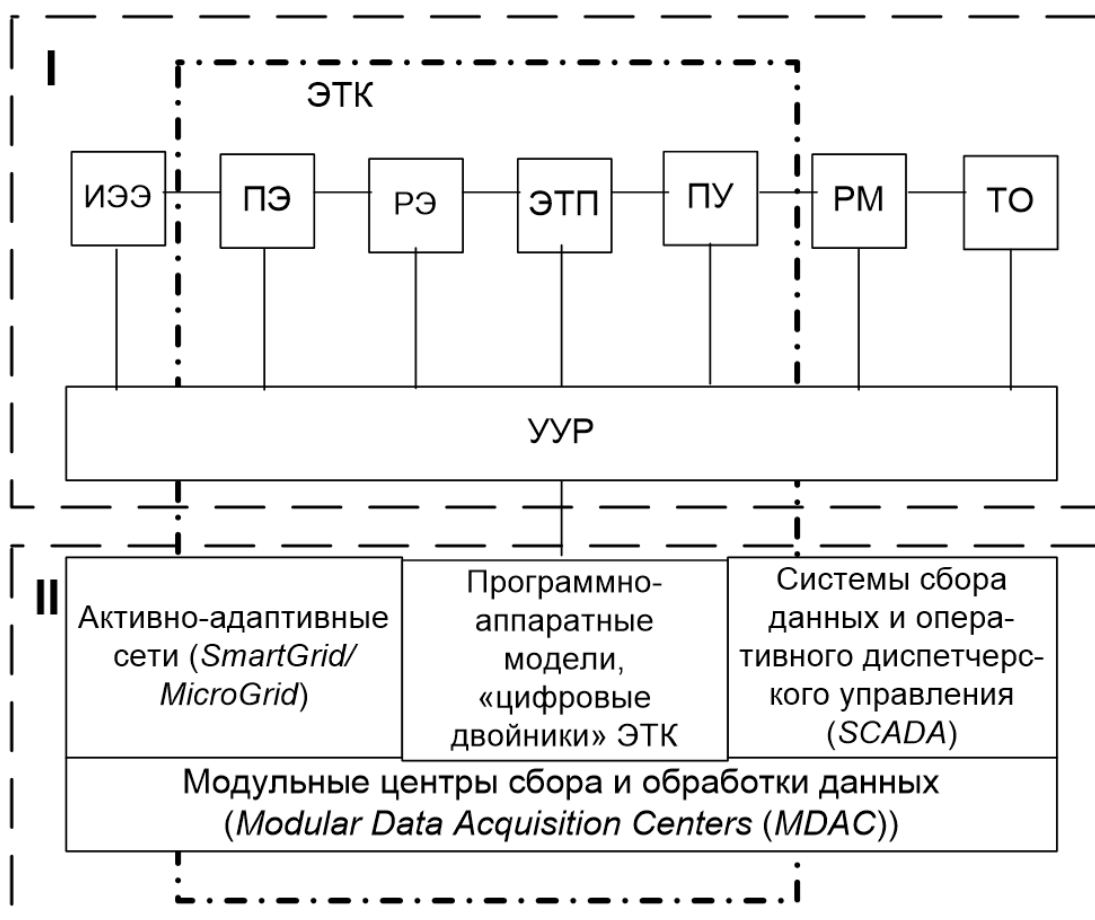 I
ЭТК
ИЭЭ
ПЭ
РЭ
ЭТП
ПУ
РМ
ТО
УУР
II
Активно-адаптивные
сети (SmartGrid/
MicroGrid)
Программно-
аппаратные
модели,
«цифровые
двойники» ЭТК
Системы сбора
данных и опера-
тивного диспетчерс-
кого управления
(SCADA)
Модульные центры сбора и обработки данных
(Modular Data Acquisition Centers (MDAC))